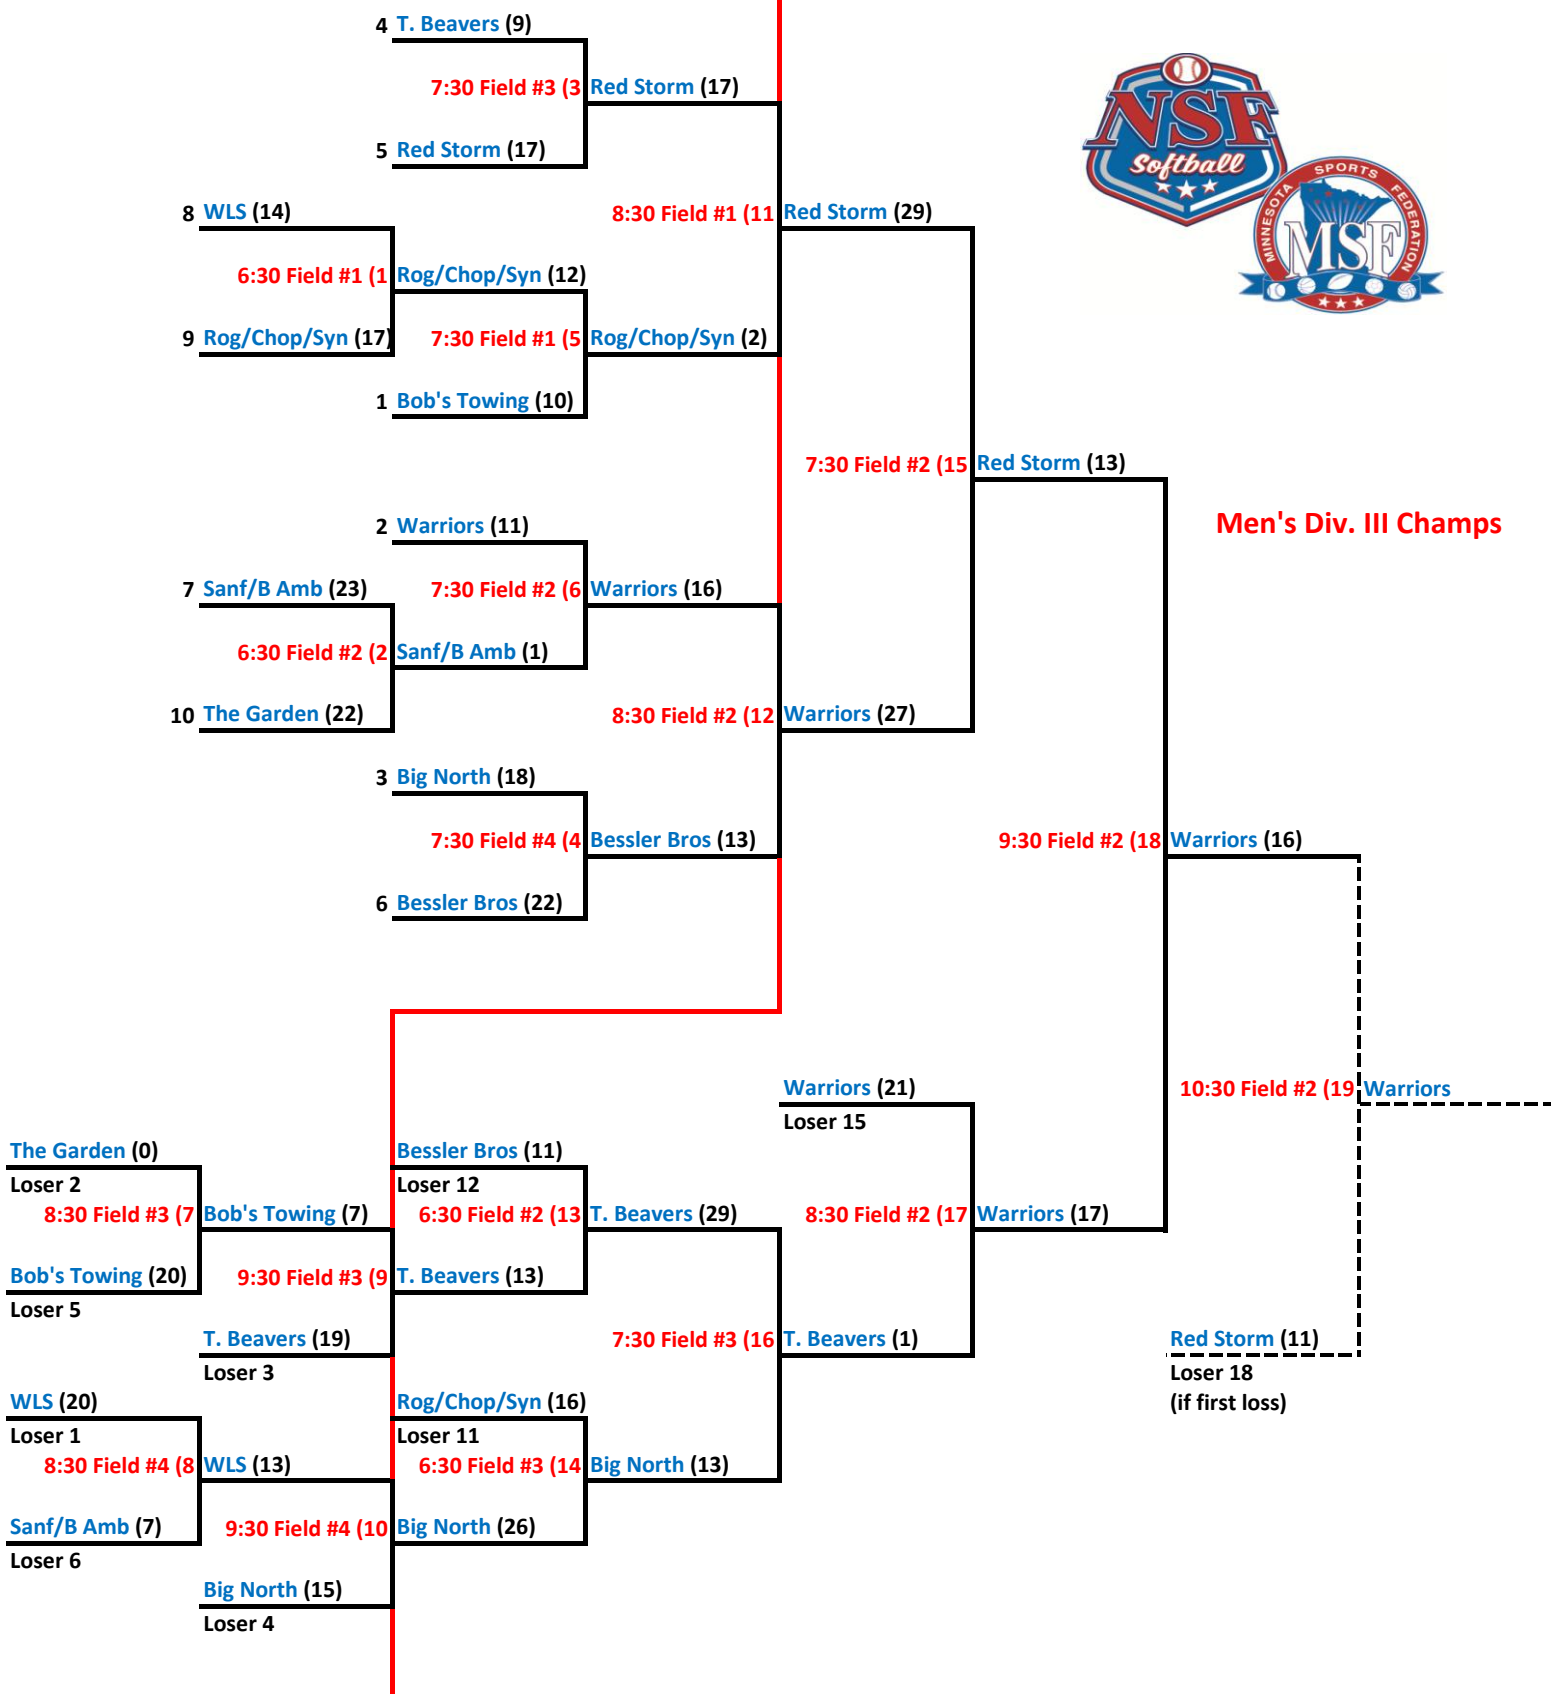 4 T. Beavers (9)
7:30 Field #3 (3 Red Storm (17)
5 Red Storm (17)
NSF
Softball
MINNESOTA SPORTS FEDERATION
MSF
8 WLS (14)
8:30 Field #1 (11 Red Storm (29)
6:30 Field #1 (1 Rog/Chop/Syn (12)
9 Rog/Chop/Syn (17)
7:30 Field #1 (5 Rog/Chop/Syn (2)
1 Bob's Towing (10)
7:30 Field #2 (15 Red Storm (13)
Men's Div. III Champs
2 Warriors (11)
7 Sanf/B Amb (23)
7:30 Field #2 (6 Warriors (16)
6:30 Field #2 (2 Sanf/B Amb (1)
10 The Garden (22)
8:30 Field #2 (12 Warriors (27)
3 Big North (18)
7:30 Field #4 (4 Bessler Bros (13)
9:30 Field #2 (18 Warriors (16)
6 Bessler Bros (22)
Warriors (21)
Loser 15
10:30 Field #2 (19 Warriors
The Garden (0)
Loser 2
Bessler Bros (11)
Loser 12
8:30 Field #3 (7 Bob's Towing (7)
6:30 Field #2 (13 T. Beavers (29)
8:30 Field #2 (17 Warriors (17)
Bob's Towing (20)
Loser 5
9:30 Field #3 (9 T. Beavers (13)
T. Beavers (19)
Loser 3
7:30 Field #3 (16 T. Beavers (1)
Red Storm (11)
Loser 18
(if first loss)
WLS (20)
Loser 1
Rog/Chop/Syn (16)
Loser 11
8:30 Field #4 (8 WLS (13)
6:30 Field #3 (14 Big North (13)
Sanf/B Amb (7)
Loser 6
9:30 Field #4 (10 Big North (26)
Big North (15)
Loser 4